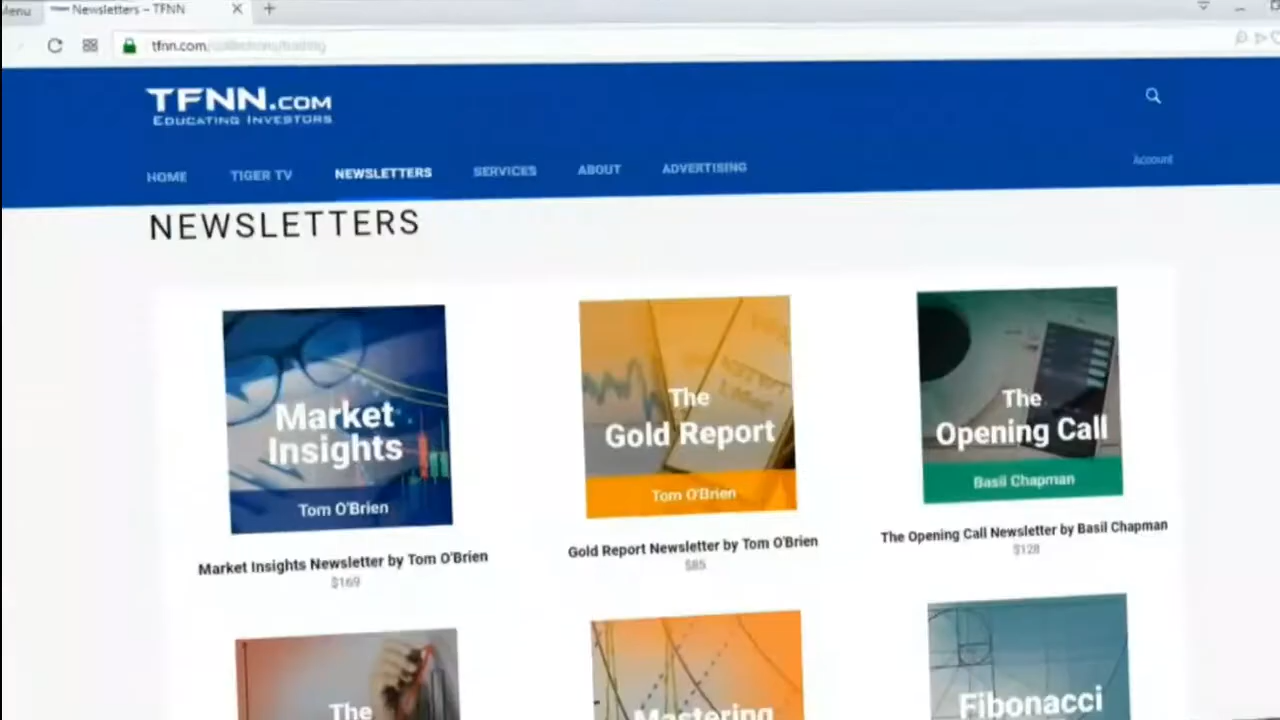 Menu
Newsletters – TFNN
tfnn.com
TFNN.COM
EDUCATING INVESTORS
Account
HOME
TIGER TV
NEWSLETTERS
SERVICES
ABOUT
ADVERTISING
NEWSLETTERS
Market
Insights
Tom O'Brien
The
Gold Report
Tom O'Brien
The
Opening Call
Basil Chapman
Market Insights Newsletter by Tom O'Brien
$169
Gold Report Newsletter by Tom O'Brien
$85
The Opening Call Newsletter by Basil Chapman
$128
The
Mastering
Fibonacci